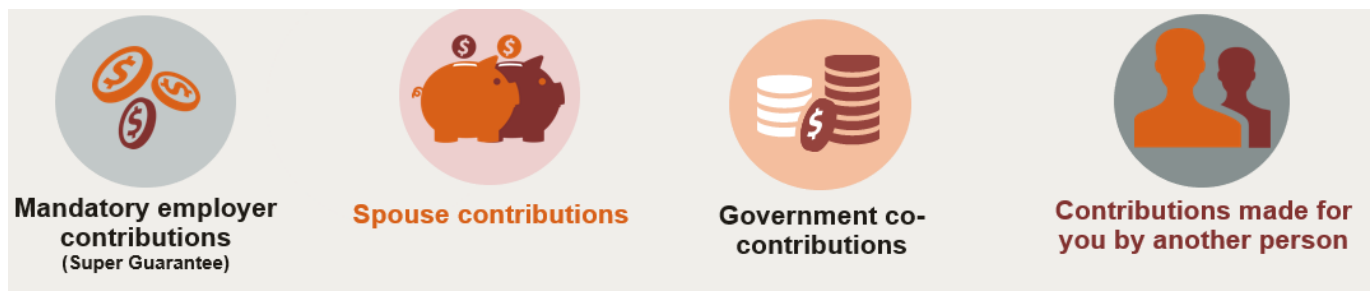 Mandatory employer
contributions
(Super Guarantee)
Spouse contributions
Government co-
contributions
Contributions made for
you by another person